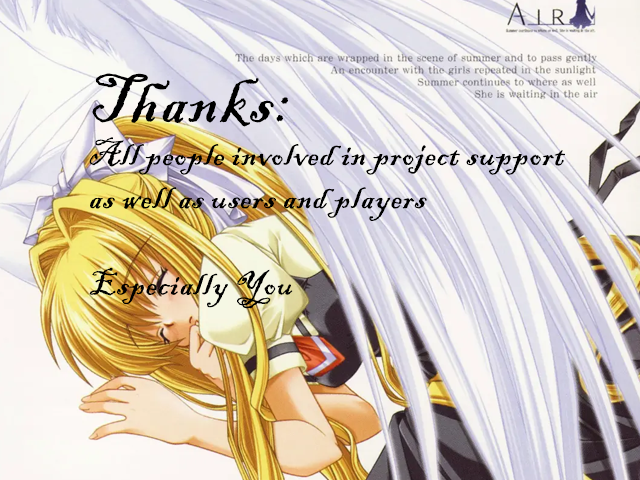 AIR
The days which are wrapped in the scene of summer and to pass gently
An encounter with the girls repeated in the sunlight
Summer continues to where as well
She is waiting in the air
Thanks:
All people involved in project support
as well as users and players
Especially You